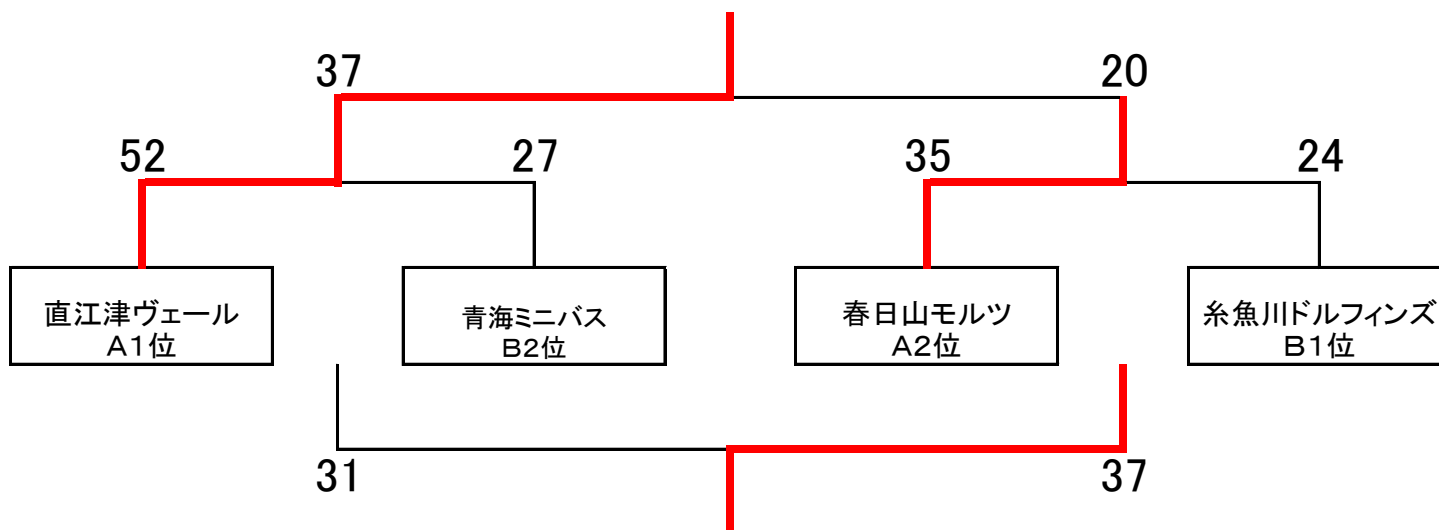 37
20
52
27
35
24
直江津ヴェール
A1位
青海ミニバス
B2位
春日山モルツ
A2位
糸魚川ドルフィンズ
B1位
31
37